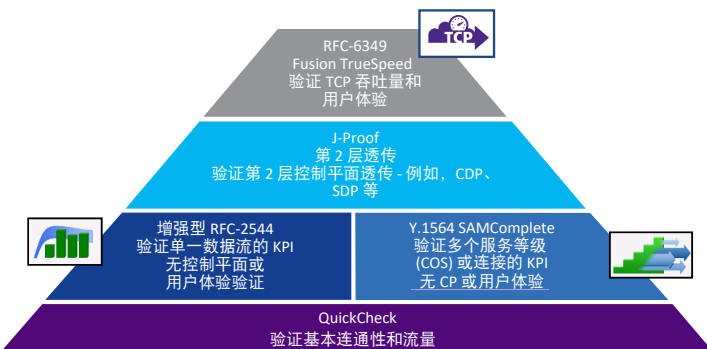 TCP
RFC-6349
Fusion TrueSpeed
验证 TCP 吞吐量和
用户体验
J-Proof
第 2 层透传
验证第 2 层控制平面透传 - 例如，CDP、
SDP 等
增强型 RFC-2544
验证单一数据流的 KPI
无控制平面或
用户体验验证
Y.1564 SAMComplete
验证多个服务等级
(COS) 或连接的 KPI
无 CP 或用户体验
QuickCheck
验证基本连通性和流量